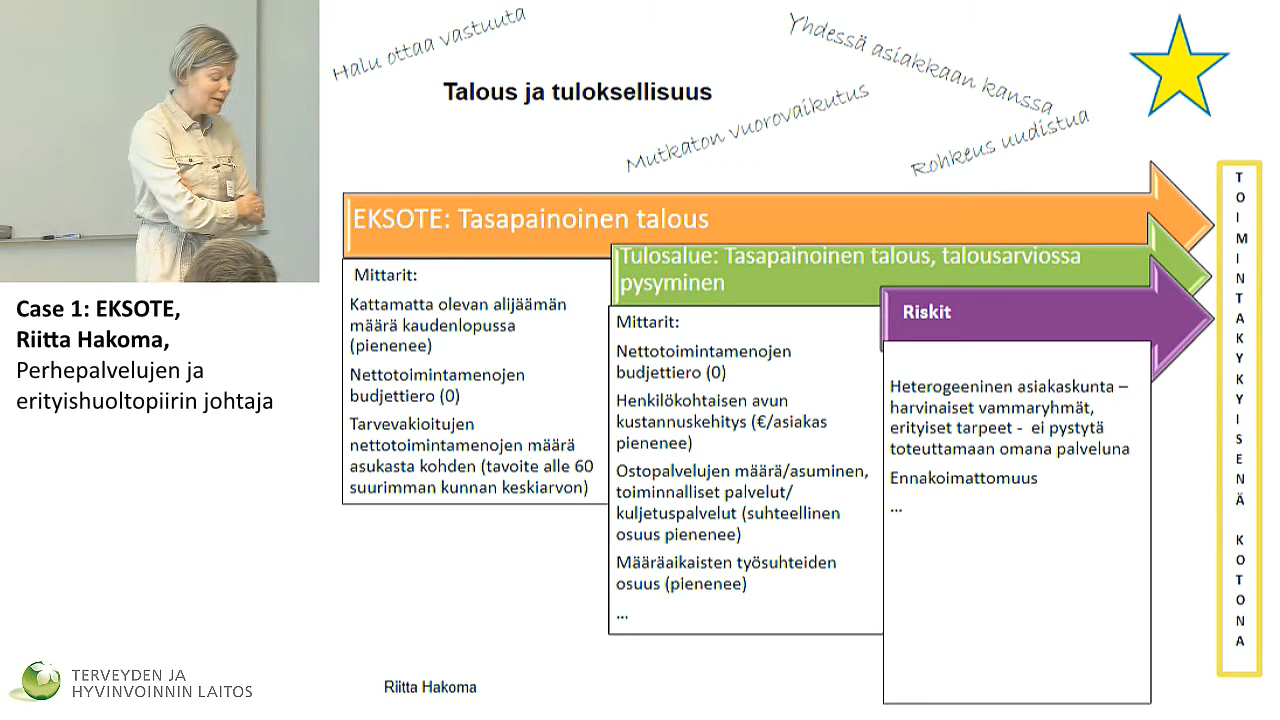 Halu ottaa vastuuta
Yhdessä asiakkaan kanssa
Talous ja tuloksellisuus
Mutkaton vuorovaikutus
Rohkeus uudistua
EKSOTE: Tasapainoinen talous
Mittarit:
Kattamatta olevan alijäämän
määrä kaudenlopussa
(pienenee)
Nettotoimintamenojen
budjettiero (0)
Tarvevakioitujen
nettotoimintamenojen määrä
asukasta kohden (tavoite alle 60
suurimman kunnan keskiarvon)
Tulosalue: Tasapainoinen talous, talousarviossa
pysyminen
Mittarit:
Nettotoimintamenojen
budjettiero (0)
Henkilökohtaisen avun
kustannuskehitys (€/asiakas
pienenee)
Ostopalvelujen määrä/asuminen,
toiminnalliset palvelut/
kuljetuspalvelut (suhteellinen
osuus pienenee)
Määräaikaisten työsuhteiden
osuus (pienenee)
...
Riskit
Heterogeeninen asiakaskunta –
harvinaiset vammaryhmät,
erityiset tarpeet - ei pystytä
toteuttamaan omana palveluna
Ennakoimattomuus
...
TOIMINTAKYKYISENÄ KOTONA
Case 1: EKSOTE,
Riitta Hakoma,
Perhepalvelujen ja
erityishuoltopiirin johtaja
TERVEYDEN JA
HYVINVOINNIN LAITOS
Riitta Hakoma